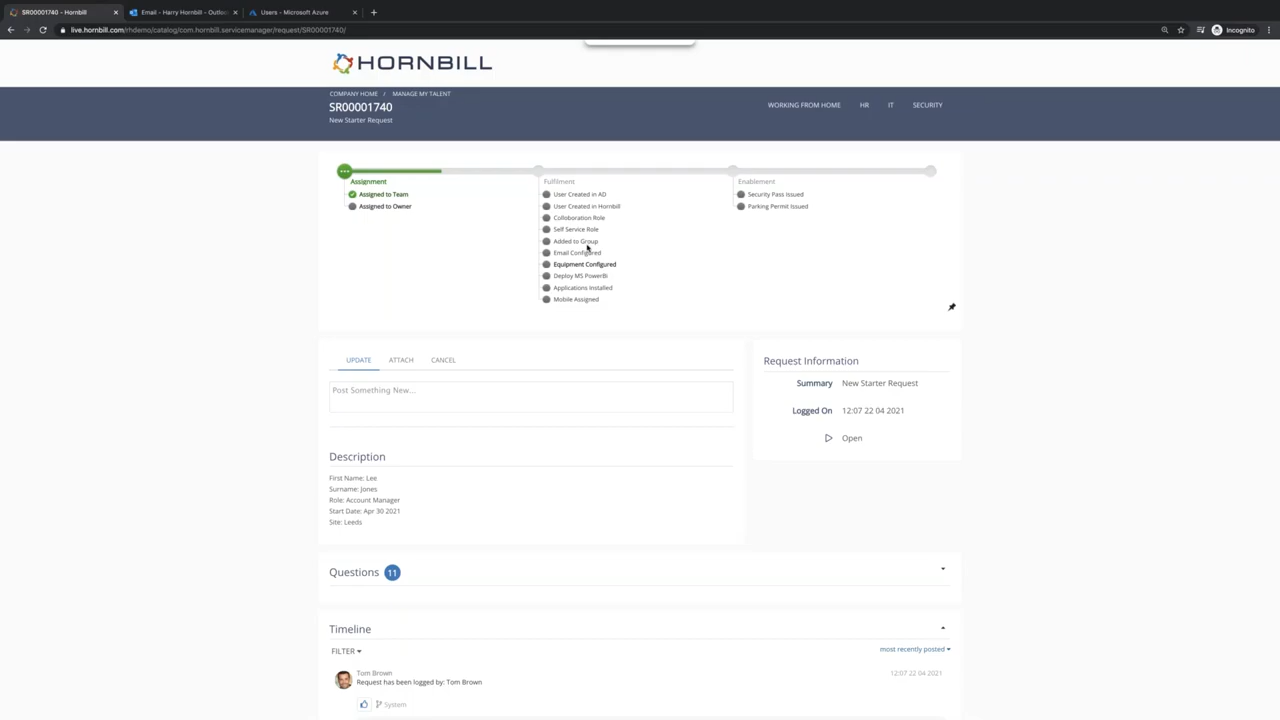 SR00001740 - Hornbill
Email - Harry Hornbill - Outloo
Users - Microsoft Azure
live.hornbill.com/rhdemo/catalog/com.hornbill.servicemanager/request/SR00001740/
Incognito
HORNBILL
COMPANY HOME / MANAGE MY TALENT
SR00001740
New Starter Request
WORKING FROM HOME HR IT SECURITY
Assignment
Assigned to Team
Assigned to Owner
Fulfilment
User Created in AD
User Created in Hornbill
Colloboration Role
Self Service Role
Added to Group
Email Configured
Equipment Configured
Deploy MS PowerBi
Applications Installed
Mobile Assigned
Enablement
Security Pass Issued
Parking Permit Issued
UPDATE ATTACH CANCEL
Post Something New...
Description
First Name: Lee
Surname: Jones
Role: Account Manager
Start Date: Apr 30 2021
Site: Leeds
Request Information
Summary New Starter Request
Logged On 12:07 22 04 2021
Open
Questions 11
Timeline
FILTER
most recently posted
Tom Brown
12:07 22 04 2021
Request has been logged by: Tom Brown
System